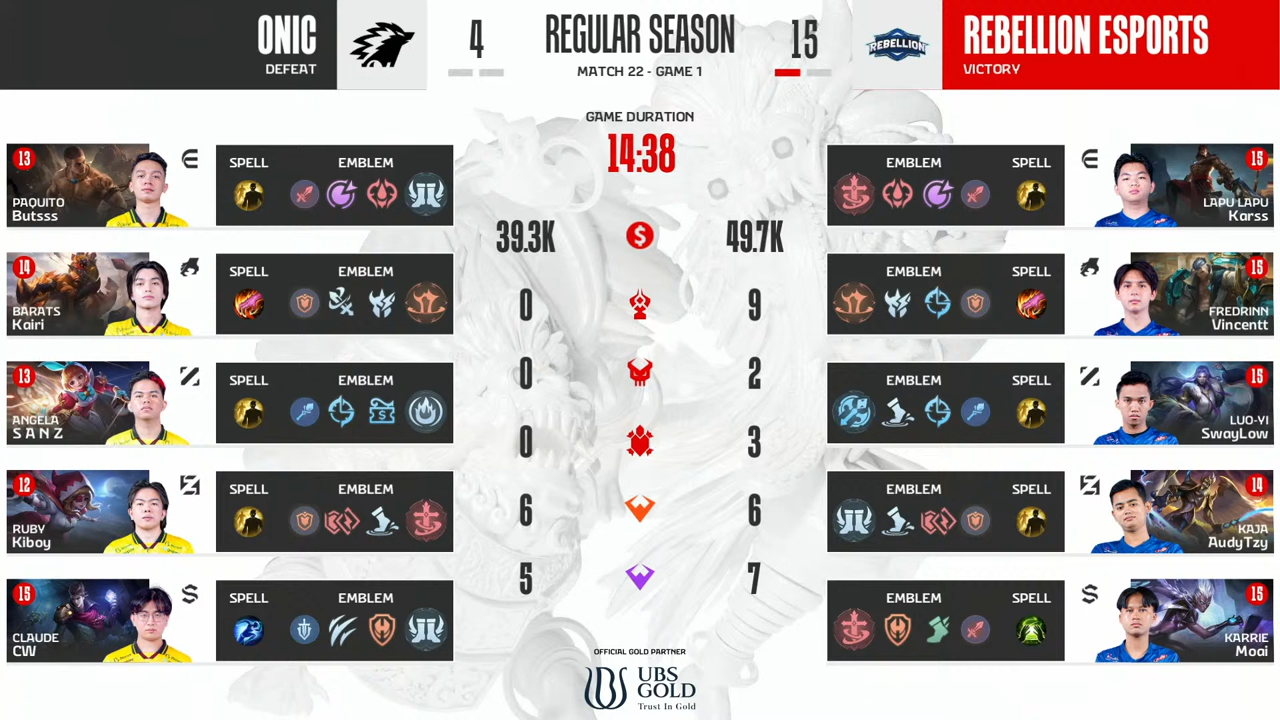 ONIC
DEFEAT
4
REGULAR SEASON
MATCH 22 - GAME 1
15
REBELLION
REBELLION ESPORTS
VICTORY
GAME DURATION
14:38
13
PAQUITO
Butsss
SPELL
EMBLEM
EMBLEM
SPELL
15
LAPU LAPU
Karss
39.3K
49.7K
14
BARATS
Kairi
SPELL
EMBLEM
0
9
EMBLEM
SPELL
15
FREDRINN
Vincentt
13
ANGELA
S A N Z
SPELL
EMBLEM
0
2
EMBLEM
SPELL
15
LUO-YI
SwayLow
0
3
12
RUBY
Kiboy
SPELL
EMBLEM
6
6
EMBLEM
SPELL
14
KAJA
AudyTzy
5
7
15
CLAUDE
CW
SPELL
EMBLEM
EMBLEM
SPELL
15
KARRIE
Moai
OFFICIAL GOLD PARTNER
UBS
GOLD
Trust In Gold